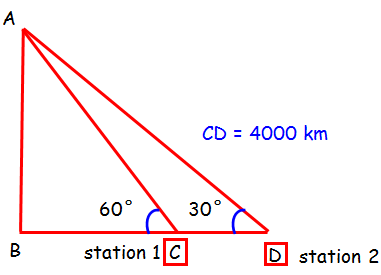 A
CD = 4000 km
60° 30°
B station 1 C D station 2